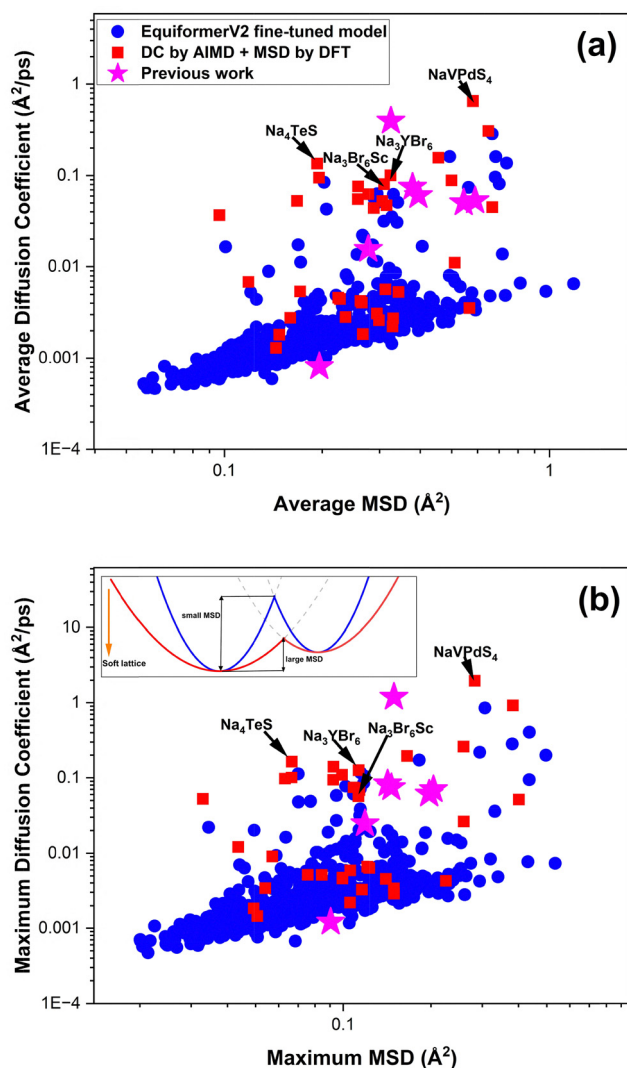 EquiformerV2 fine-tuned model
DC by AIMD + MSD by DFT
Previous work
(a)
NaVPdS₄
Na₄TeS
Na₃YBr₆
Na₃Br₆Sc
1
0.1
0.01
0.001
1E−4
0.1
1
Average Diffusion Coefficient (Å²/ps)
Average MSD (Å²)
(b)
small MSD
large MSD
Soft lattice
NaVPdS₄
Na₄TeS
Na₃YBr₆
Na₃Br₆Sc
10
1
0.1
0.01
0.001
1E−4
0.1
Maximum Diffusion Coefficient (Å²/ps)
Maximum MSD (Å²)